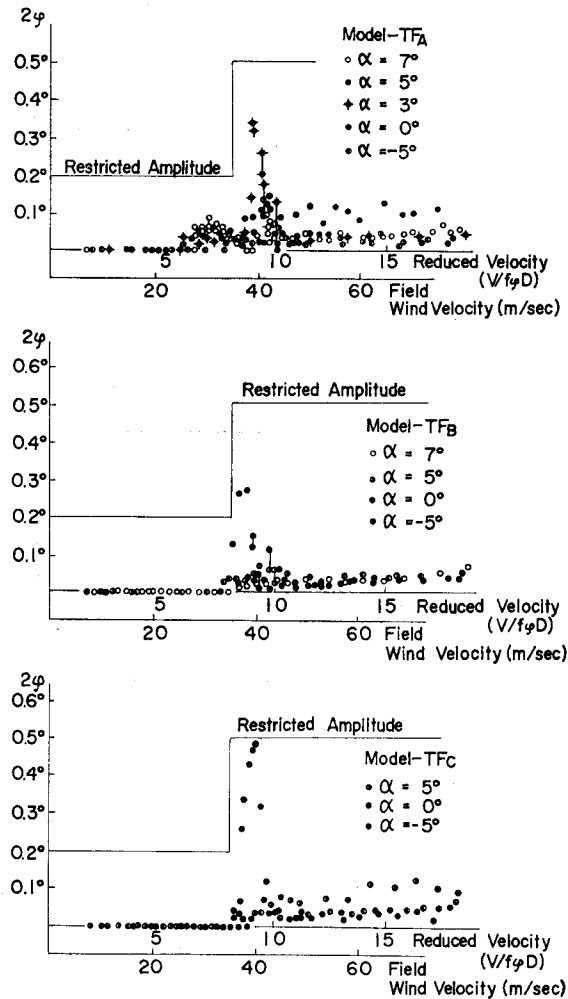 2φ
0.5°
0.4°
0.3°
0.2°
0.1°
Restricted Amplitude
Model-TFA
α = 7°
α = 5°
α = 3°
α = 0°
α =-5°
5 10 15 Reduced Velocity
(V/fφD)
20 40 60
Field
Wind Velocity (m/sec)
2φ
0.6°
0.5°
0.4°
0.3°
0.2°
0.1°
Restricted Amplitude
Model-TFB
α = 7°
α = 5°
α = 0°
α =-5°
5 10 15 Reduced Velocity
(V/fφD)
20 40 60
Field
Wind Velocity (m/sec)
2φ
0.6°
0.5°
0.4°
0.3°
0.2°
0.1°
Restricted Amplitude
Model-TFC
α = 5°
α = 0°
α =-5°
5 10 15 Reduced Velocity
(V/fφD)
20 40 60
Field
Wind Velocity (m/sec)